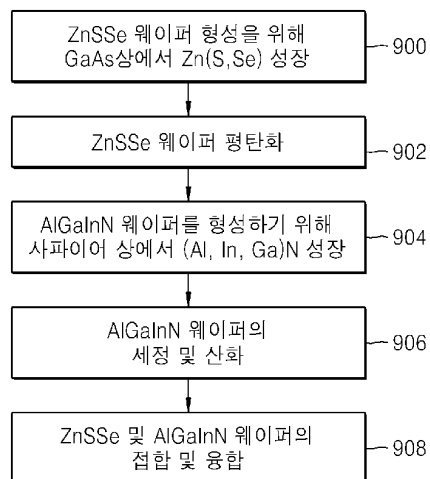 ZnSSe 웨이퍼 형성을 위해
GaAs상에서 Zn(S,Se) 성장
900
ZnSSe 웨이퍼 평탄화
902
AlGaInN 웨이퍼를 형성하기 위해
사파이어 상에서 (Al, In, Ga)N 성장
904
AlGaInN 웨이퍼의
세정 및 산화
906
ZnSSe 및 AlGaInN 웨이퍼의
접합 및 융합
908